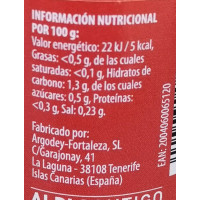 INFORMACIÓN NUTRICIONAL
POR 100 g:
Valor energético: 22 kJ / 5 kcal,
Grasas: <0,5 g, de las cuales
saturadas: <0,1 g, Hidratos de
carbono: 1,3 g, de los cuales
azúcares: 0,5 g, Proteínas:
<0,3 g, Sal: 0,23 g.
Fabricado por:
Argodey-Fortaleza, SL
C/Garajonay, 41
La Laguna - 38108 Tenerife
Islas Canarias (España)
EAN: 2004060065120